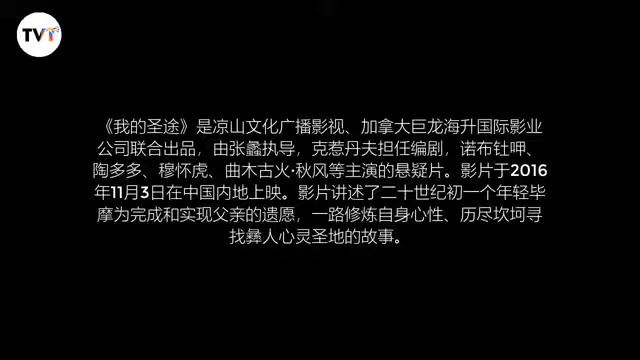 TVT
《我的圣途》是凉山文化广播影视、加拿大巨龙海升国际影业
公司联合出品，由张蠡执导，克惹丹夫担任编剧，诺布钍呷、
陶多多、穆怀虎、曲木古火·秋风等主演的悬疑片。影片于2016
年11月3日在中国内地上映。影片讲述了二十世纪初一个年轻毕
摩为完成和实现父亲的遗愿，一路修炼自身心性、历尽坎坷寻
找彝人心灵圣地的故事。